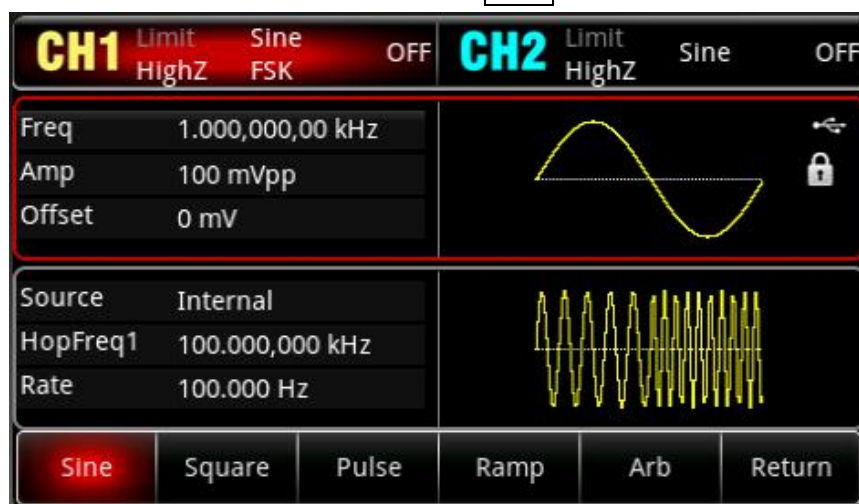 CH1 Limit Sine OFF CH2 Limit Sine OFF
HighZ FSK HighZ
Freq 1.000,000,00 kHz
Amp 100 mVpp
Offset 0 mV
Source Internal
HopFreq1 100.000,000 kHz
Rate 100.000 Hz
Sine Square Pulse Ramp Arb Return